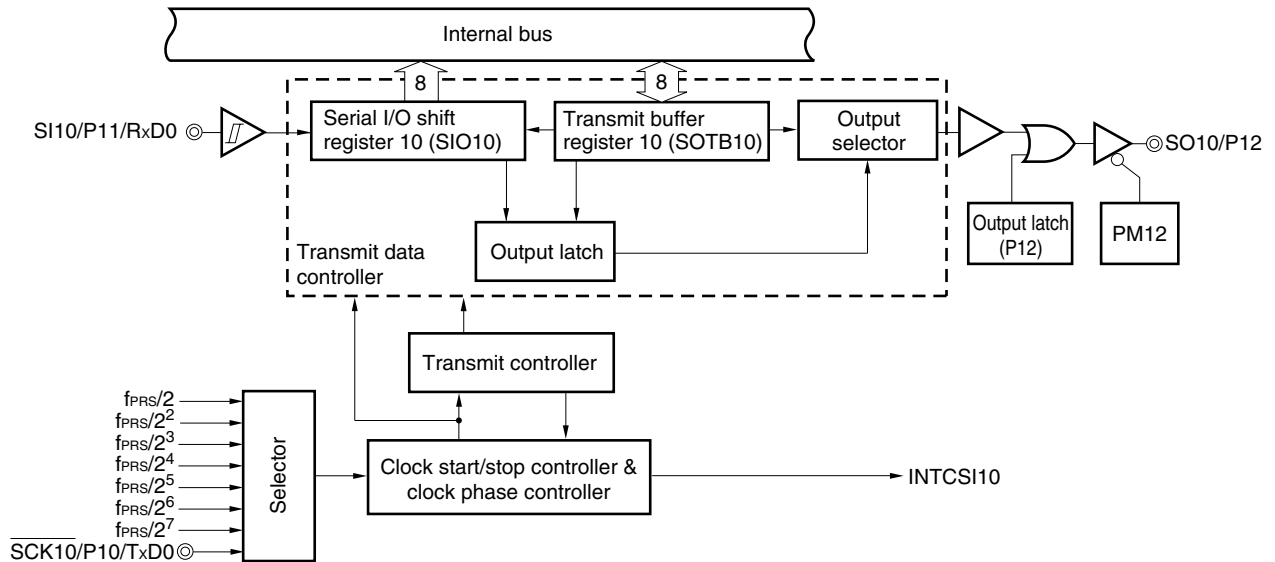 Internal bus
8
8
SI10/P11/RxD0
Serial I/O shift
register 10 (SIO10)
Transmit buffer
register 10 (SOTB10)
Output
selector
SO10/P12
Output latch
(P12)
PM12
Output latch
Transmit data
controller
Transmit controller
fPRS/2
fPRS/2²
fPRS/2³
fPRS/2⁴
fPRS/2⁵
fPRS/2⁶
fPRS/2⁷
SCK10/P10/TxD0
Selector
Clock start/stop controller &
clock phase controller
INTCSI10